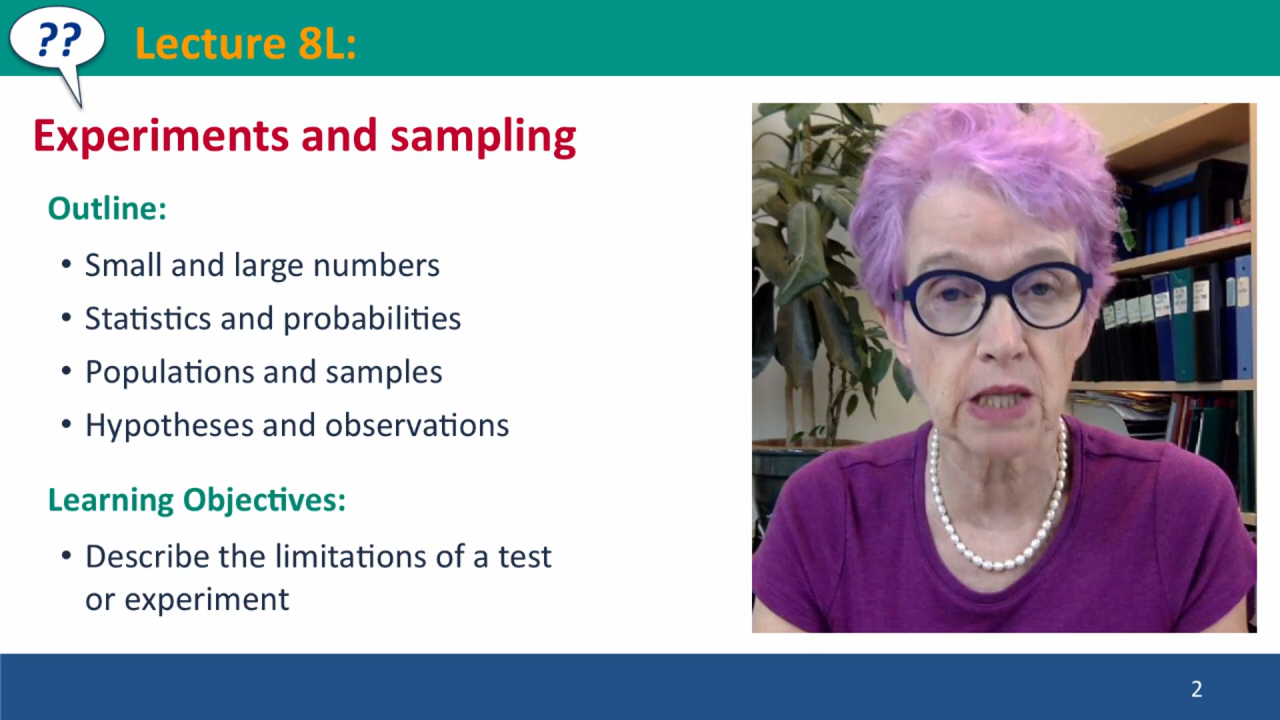 ??
Lecture 8L:
Experiments and sampling
Outline:
• Small and large numbers
• Statistics and probabilities
• Populations and samples
• Hypotheses and observations
Learning Objectives:
• Describe the limitations of a test
or experiment
2